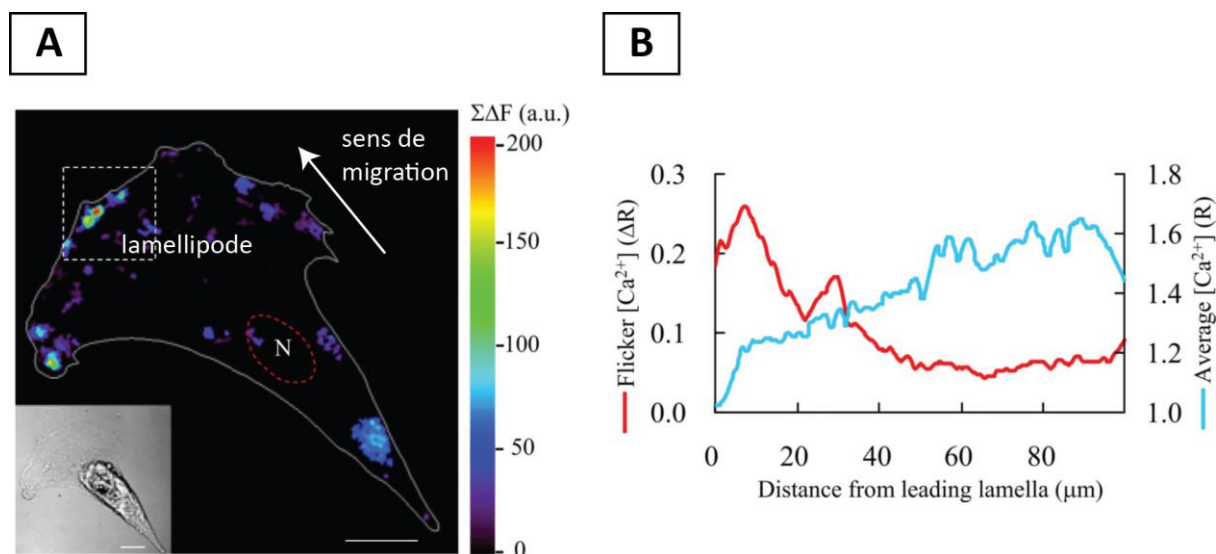 A
B
ΣΔF (a.u.)
200
150
100
50
0
sens de
migration
lamellipode
N
Flicker [Ca²⁺] (ΔR)
0.3
0.2
0.1
0.0
1.8
1.6
1.4
1.2
1.0
Average [Ca²⁺] (R)
0 20 40 60 80
Distance from leading lamella (μm)